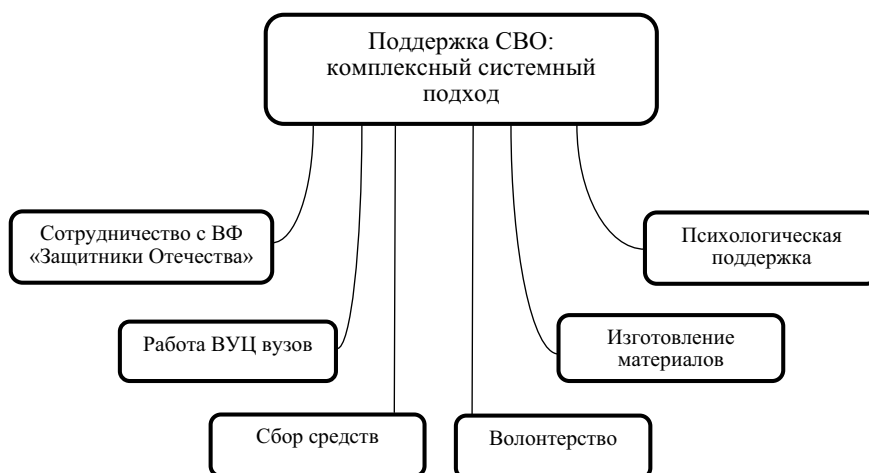 Поддержка СВО:
комплексный системный
подход
Сотрудничество с ВФ
«Защитники Отечества»
Психологическая
поддержка
Работа ВУЦ вузов
Изготовление
материалов
Сбор средств
Волонтерство